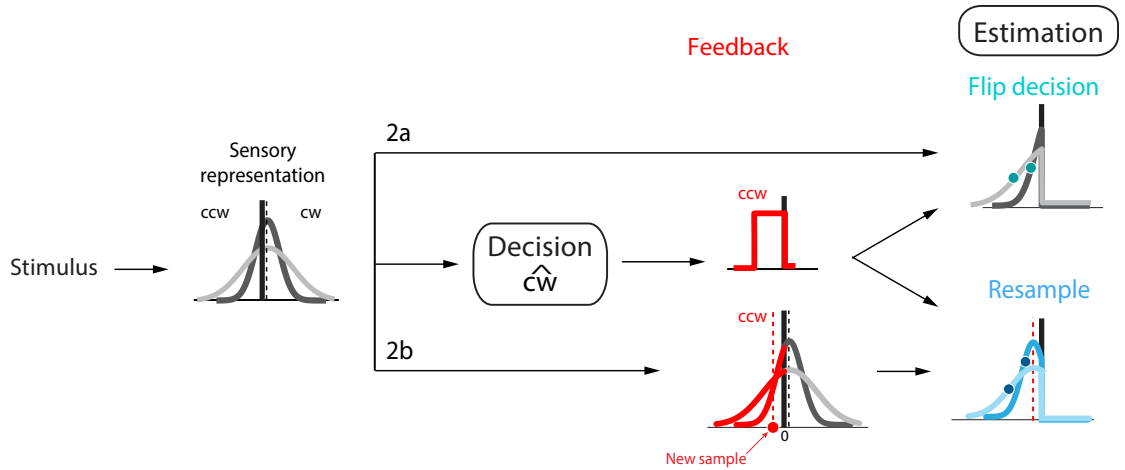 Feedback
Estimation
Flip decision
2a
Sensory
representation
ccw
cw
ccw
Stimulus
Decision
ĉw
Resample
ccw
2b
0
New sample